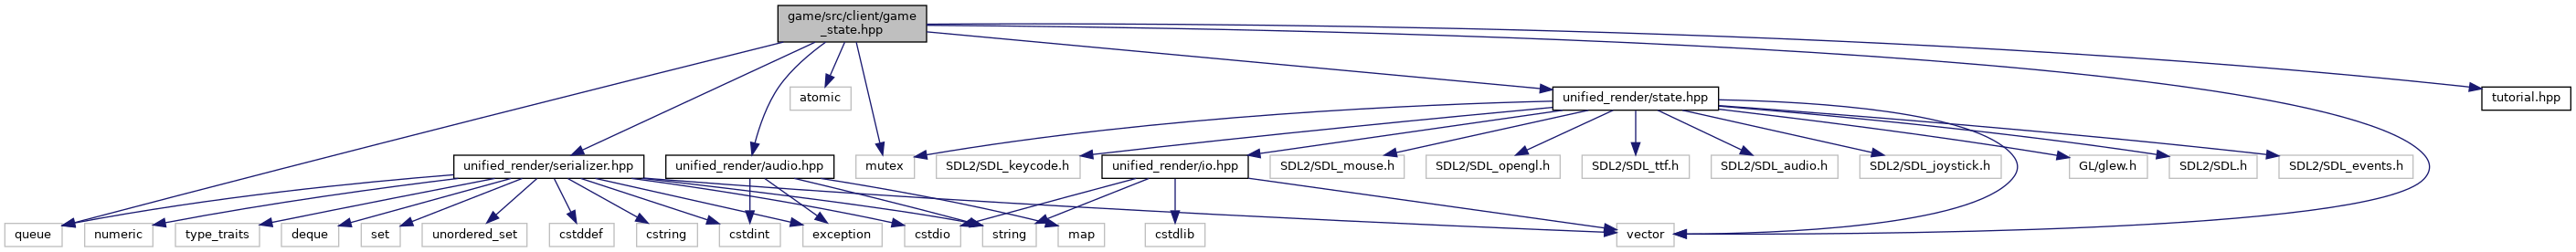 game/src/client/game
_state.hpp
atomic
unified_render/state.hpp
tutorial.hpp
unified_render/serializer.hpp
unified_render/audio.hpp
mutex
SDL2/SDL_keycode.h
unified_render/io.hpp
SDL2/SDL_mouse.h
SDL2/SDL_opengl.h
SDL2/SDL_ttf.h
SDL2/SDL_audio.h
SDL2/SDL_joystick.h
GL/glew.h
SDL2/SDL.h
SDL2/SDL_events.h
queue
numeric
type_traits
deque
set
unordered_set
cstddef
cstring
cstdint
exception
cstdio
string
map
cstdlib
vector